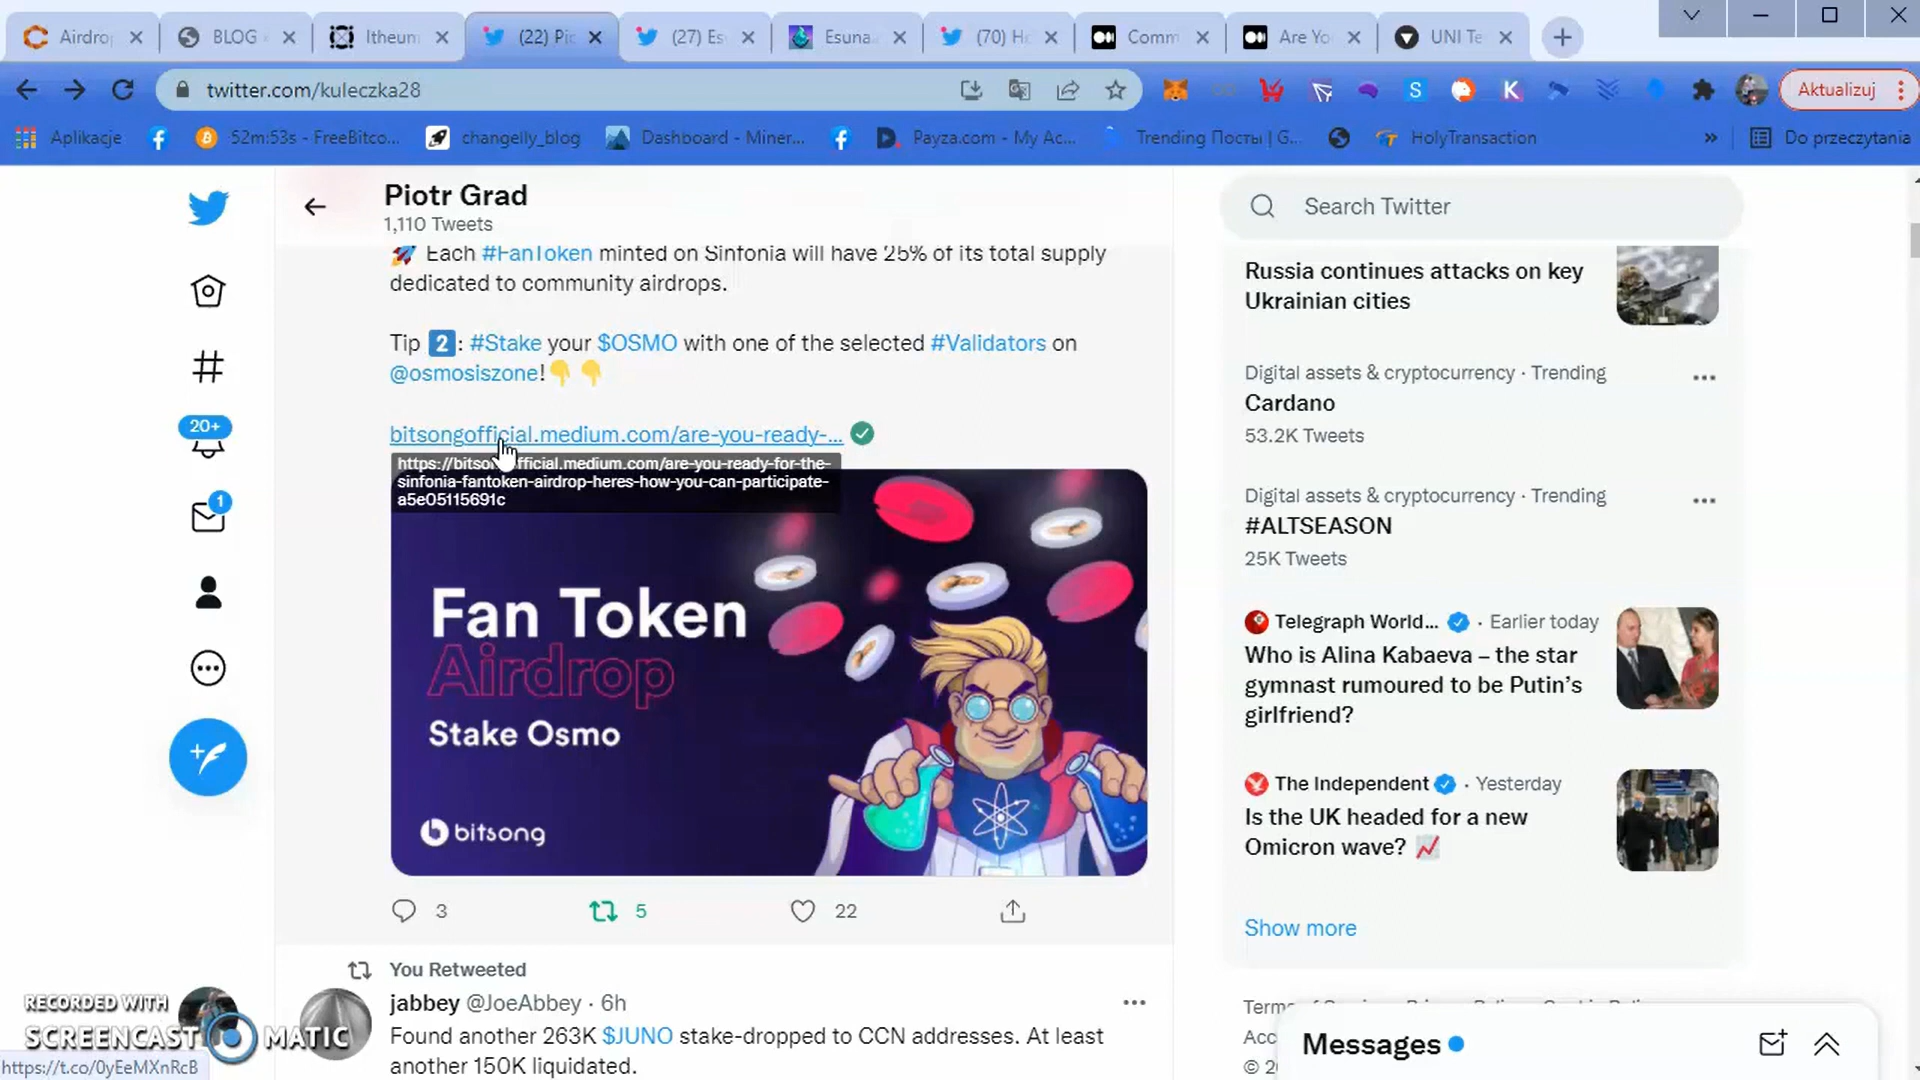 Airdro
BLOG
Itheum
(22) Pic
(27) Es
Esuna
(70) H
Comm
Are Yo
UNI Te
twitter.com/kuleczka28
Aktualizuj
Aplikacje
52m:53s - FreeBitco...
changelly_blog
Dashboard - Miner...
Payza.com - My Ac...
Trending Посты | G...
HolyTransaction
»
Do przeczytania
Piotr Grad
1,110 Tweets
🚀 Each #FanToken minted on Sinfonia will have 25% of its total supply
dedicated to community airdrops.
Tip 2️⃣: #Stake your $OSMO with one of the selected #Validators on
@osmosiszone!👇👇
bitsongofficial.medium.com/are-you-ready-...
https://bitsongofficial.medium.com/are-you-ready-for-the-
sinfonia-fantoken-airdrop-heres-how-you-can-participate-
a5e05115691c
Fan Token
Airdrop
Stake Osmo
bitsong
3
5
22
You Retweeted
jabbey @JoeAbbey · 6h
Found another 263K $JUNO stake-dropped to CCN addresses. At least
another 150K liquidated.
20+
1
Search Twitter
Russia continues attacks on key
Ukrainian cities
Digital assets & cryptocurrency · Trending
Cardano
53.2K Tweets
Digital assets & cryptocurrency · Trending
#ALTSEASON
25K Tweets
Telegraph World... · Earlier today
Who is Alina Kabaeva – the star
gymnast rumoured to be Putin's
girlfriend?
The Independent · Yesterday
Is the UK headed for a new
Omicron wave? 📈
Show more
Messages
RECORDED WITH
SCREENCAST MATIC
https://t.co/0yEeMXnRcB